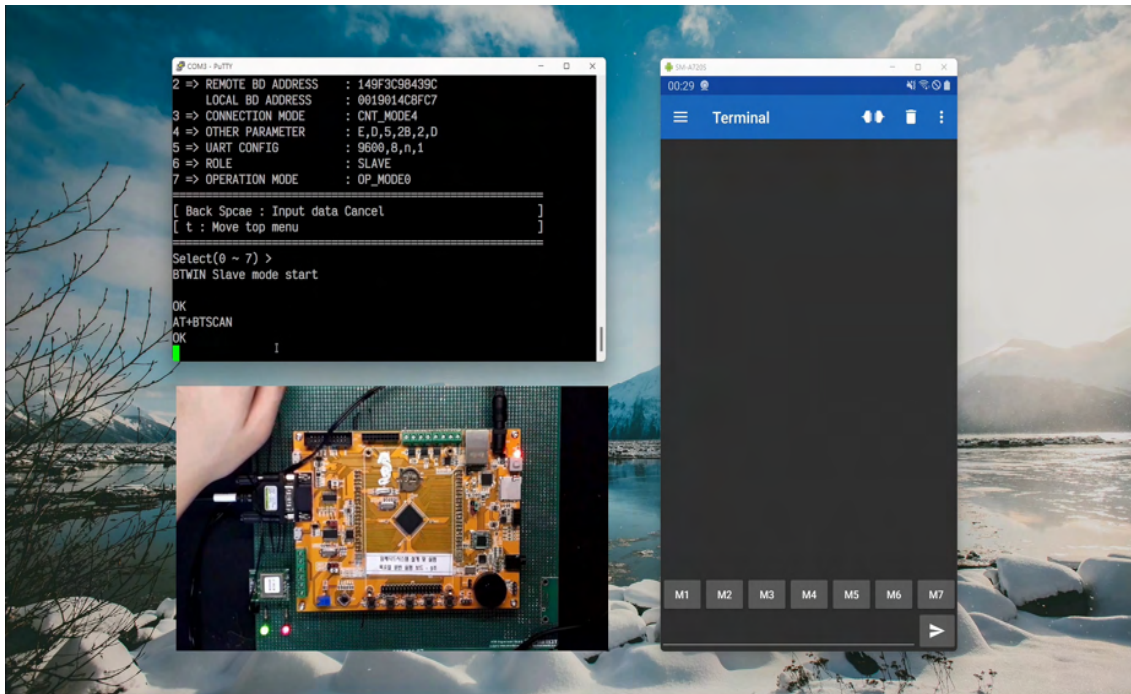 COM3 - PuTTY
2 => REMOTE BD ADDRESS : 149F3C98439C
LOCAL BD ADDRESS : 0019014C8FC7
3 => CONNECTION MODE : CNT_MODE4
4 => OTHER PARAMETER : E,D,5,2B,2,D
5 => UART CONFIG : 9600,8,n,1
6 => ROLE : SLAVE
7 => OPERATION MODE : OP_MODE0
[ Back Spcae : Input data Cancel ]
[ t : Move top menu ]
Select(0 ~ 7) >
BTWIN Slave mode start
OK
AT+BTSCAN
OK
SM-A720S
00:29
Terminal
M1 M2 M3 M4 M5 M6 M7